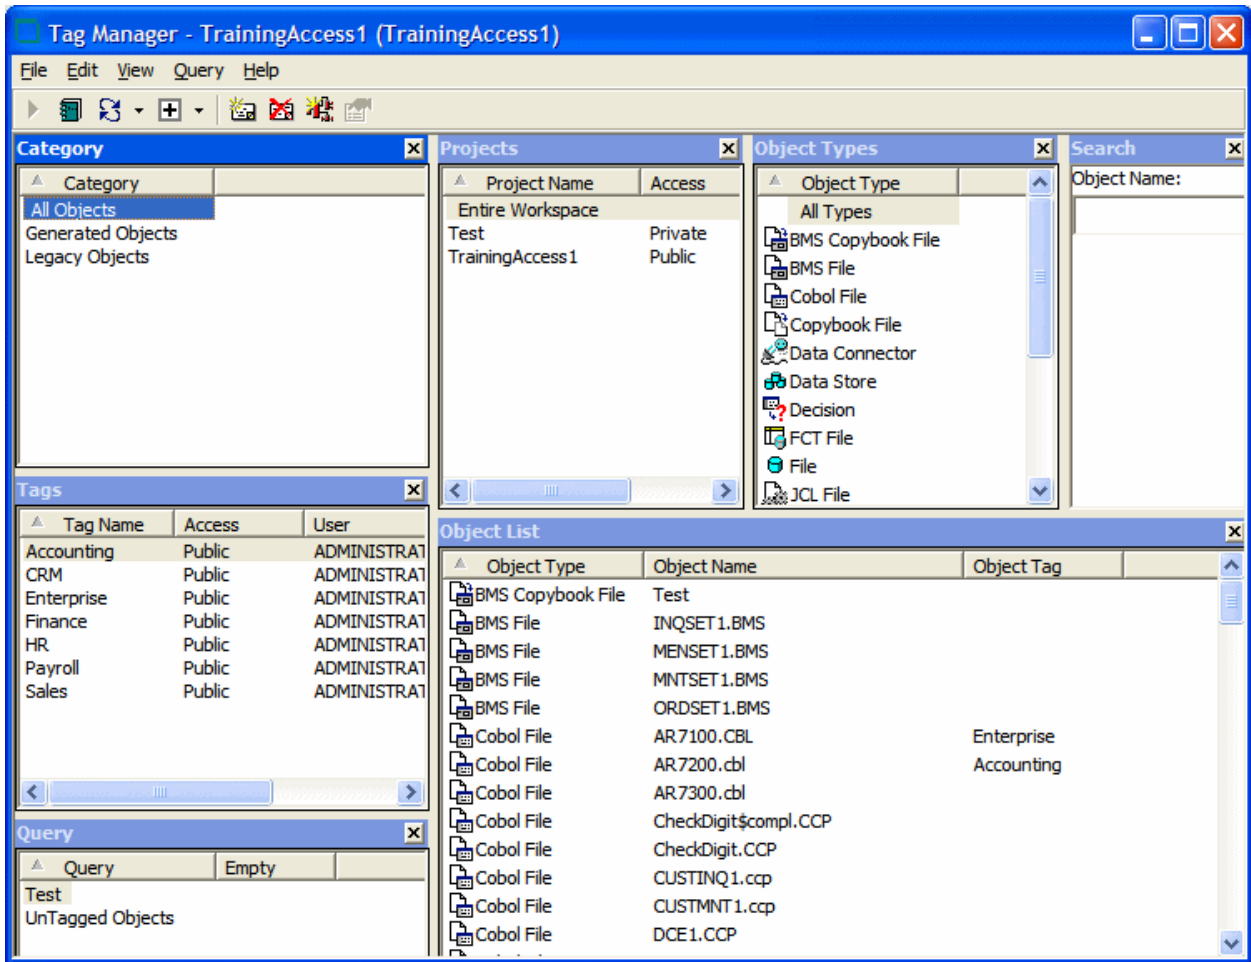 Tag Manager - TrainingAccess1 (TrainingAccess1)
File Edit View Query Help
Category
Category
All Objects
Generated Objects
Legacy Objects
Projects
Project Name Access
Entire Workspace
Test Private
TrainingAccess1 Public
Object Types
Object Type
All Types
BMS Copybook File
BMS File
Cobol File
Copybook File
Data Connector
Data Store
Decision
FCT File
File
JCL File
Search
Object Name:
Tags
Tag Name Access User
Accounting Public ADMINISTRAT
CRM Public ADMINISTRAT
Enterprise Public ADMINISTRAT
Finance Public ADMINISTRAT
HR Public ADMINISTRAT
Payroll Public ADMINISTRAT
Sales Public ADMINISTRAT
Query
Query Empty
Test
UnTagged Objects
Object List
Object Type Object Name Object Tag
BMS Copybook File Test
BMS File INQSET1.BMS
BMS File MENSET1.BMS
BMS File MNTSET1.BMS
BMS File ORDSET1.BMS
Cobol File AR7100.CBL Enterprise
Cobol File AR7200.cbl Accounting
Cobol File AR7300.cbl
Cobol File CheckDigit$compl.CCP
Cobol File CheckDigit.CCP
Cobol File CUSTINQ1.ccp
Cobol File CUSTMNT1.ccp
Cobol File DCE1.CCP